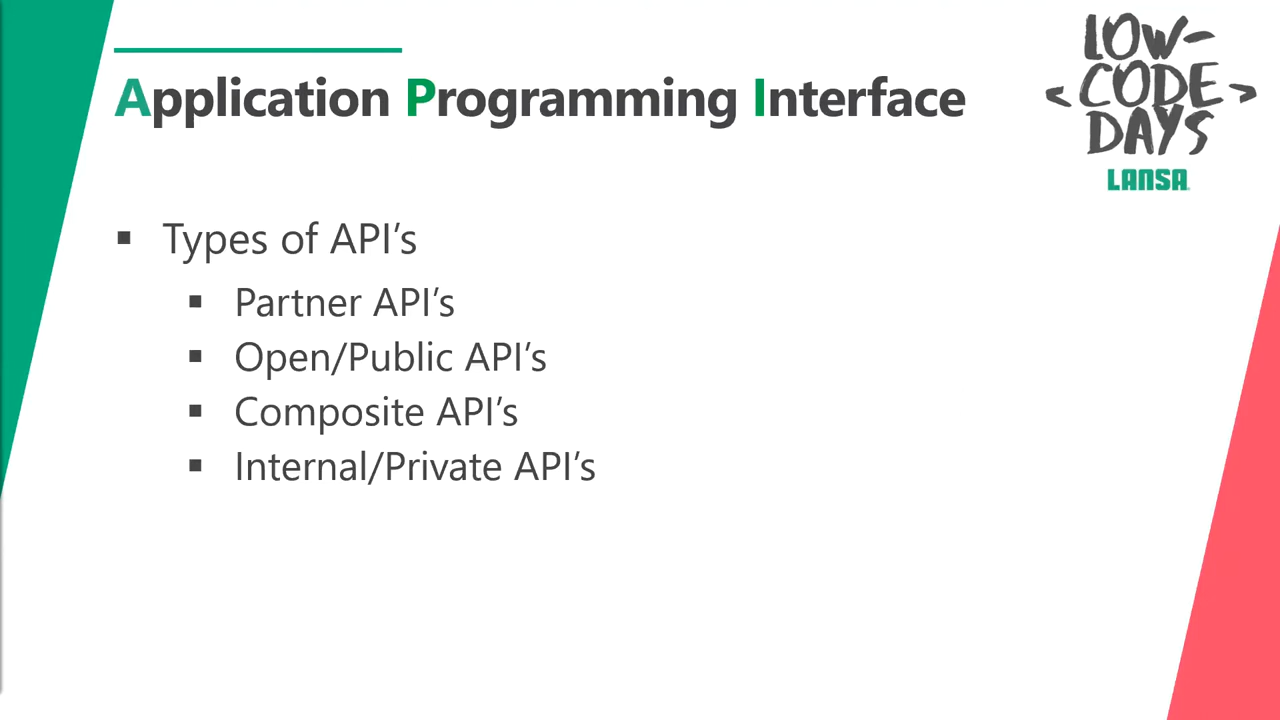 Application Programming Interface
LOW-
<CODE>
DAYS
LANSA
▪ Types of API’s
▪ Partner API’s
▪ Open/Public API’s
▪ Composite API’s
▪ Internal/Private API’s